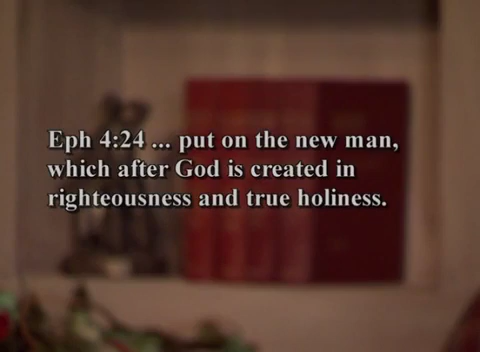 Eph 4:24 ... put on the new man,
which after God is created in
righteousness and true holiness.